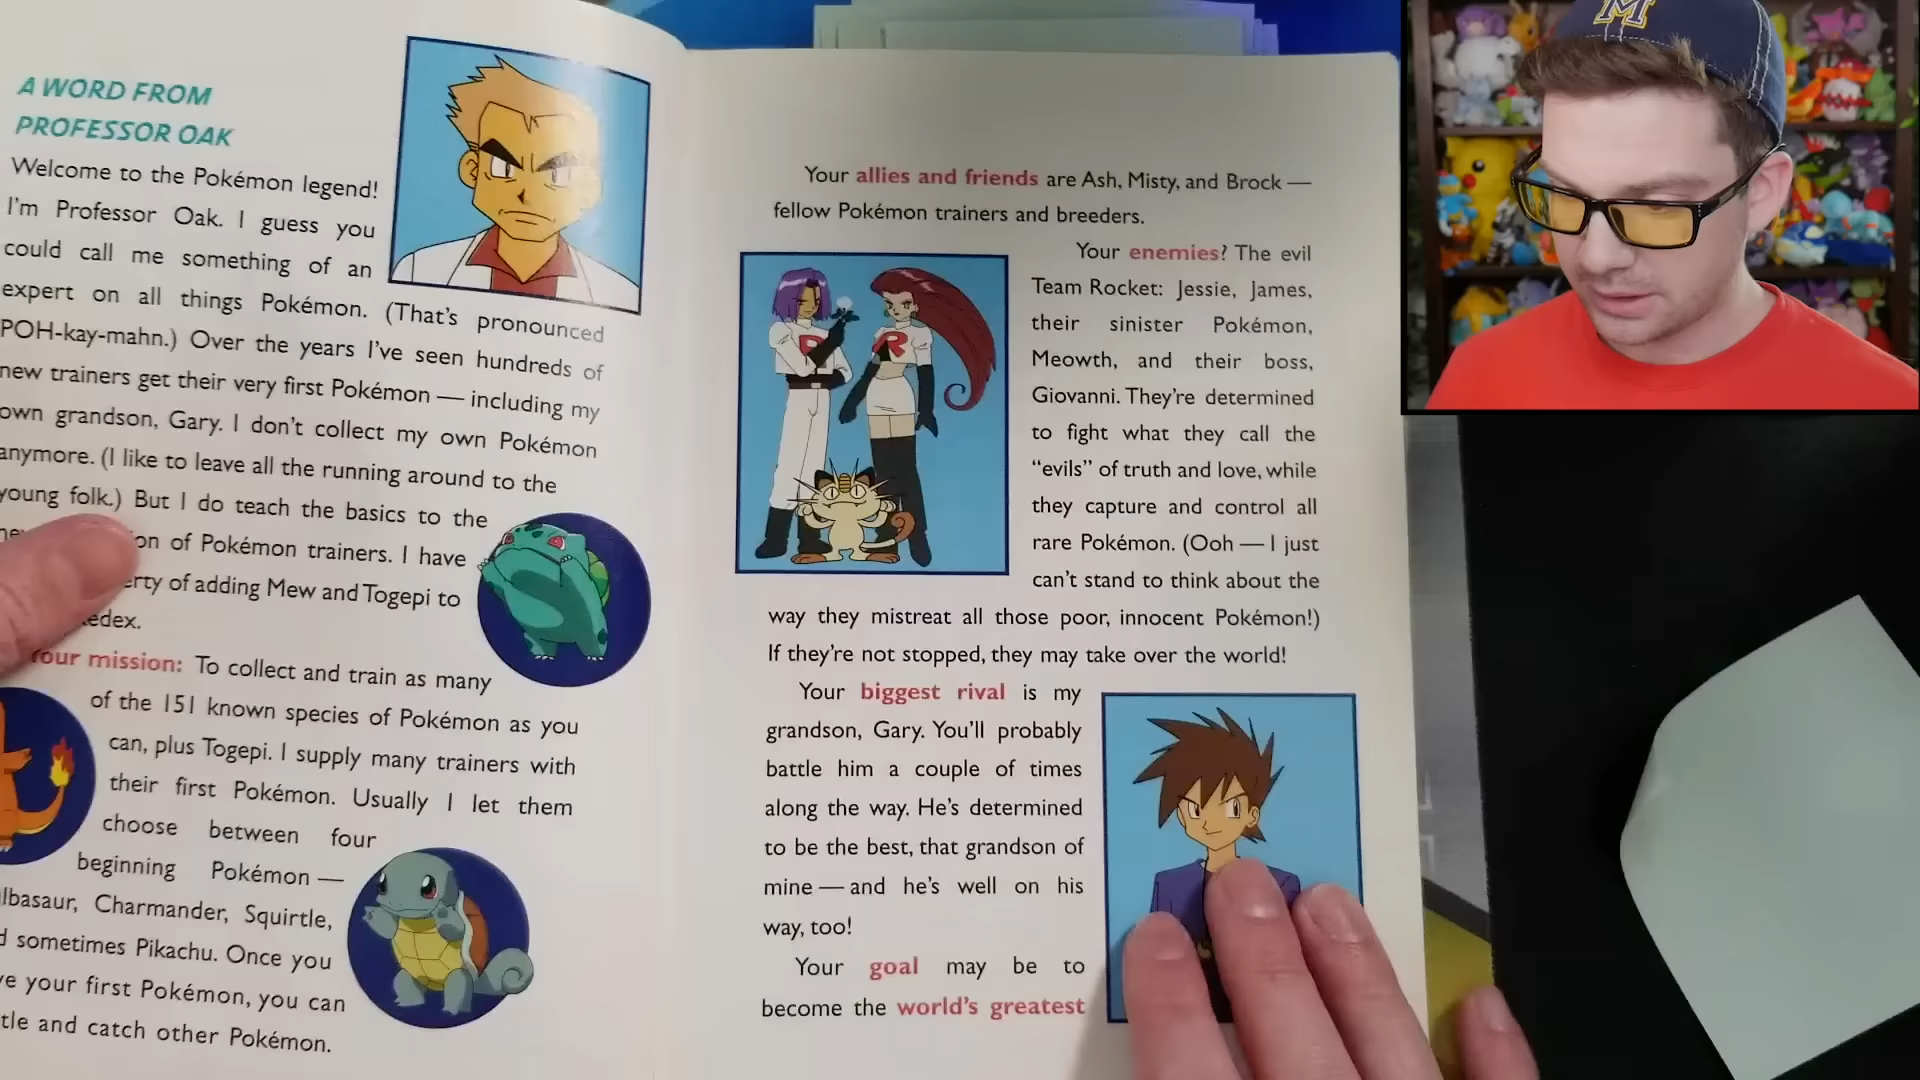 A WORD FROM
PROFESSOR OAK
Welcome to the Pokémon legend!
I'm Professor Oak. I guess you
could call me something of an
expert on all things Pokémon. (That's pronounced
POH-kay-mahn.) Over the years I've seen hundreds of
new trainers get their very first Pokémon — including my
own grandson, Gary. I don't collect my own Pokémon
anymore. (I like to leave all the running around to the
young folk.) But I do teach the basics to the
of Pokémon trainers. I have
of adding Mew and Togepi to
Your mission: To collect and train as many
of the 151 known species of Pokémon as you
can, plus Togepi. I supply many trainers with
their first Pokémon. Usually I let them
choose between four
beginning Pokémon —
lbasaur, Charmander, Squirtle,
sometimes Pikachu. Once you
your first Pokémon, you can
and catch other Pokémon.
Your allies and friends are Ash, Misty, and Brock —
fellow Pokémon trainers and breeders.
Your enemies? The evil
Team Rocket: Jessie, James,
their sinister Pokémon,
Meowth, and their boss,
Giovanni. They're determined
to fight what they call the
“evils” of truth and love, while
they capture and control all
rare Pokémon. (Ooh — I just
can't stand to think about the
way they mistreat all those poor, innocent Pokémon!)
If they're not stopped, they may take over the world!
Your biggest rival is my
grandson, Gary. You'll probably
battle him a couple of times
along the way. He's determined
to be the best, that grandson of
mine — and he's well on his
way, too!
Your goal may be to
become the world's greatest
R
R
M